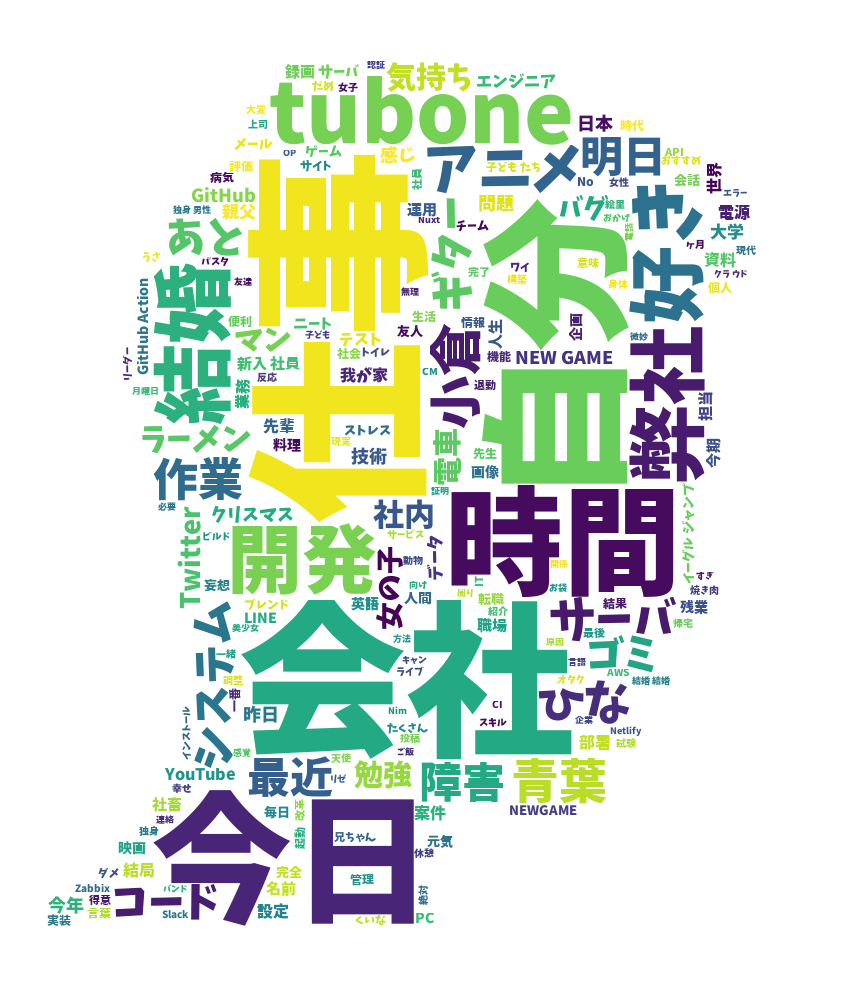 認証
録画 サーバ
気持ち
エンジニア
だめ
女子
大変
tubone
上司
日本
時代
メール
OP
ゲーム
感じ
アニメ
明日
API
おすすめ
評価
サイト
子ども たち
病気
社員
No
女性
会話
世界
エラー
GitHub
独身 男性
親父
運用
Nuxt
チーム
問題
バグ
絵里
おかげ
好き
電源
あと
仕事
ギター
自分
電話
大学
ケ月
現代
うさ
パスタ
友達
完了
ワイ
構築
意味
身体
資料
クラウド
個人
GitHub Action
結婚
無理
便利
ニート
子ども
生活
情報
人生
企画
微妙
マン
テスト
友人
小倉
機能
NEW GAME
弊社
リーダー
新入 社員
社会
トイレ
反応
我が家
CM
退勤
月曜日
業務
担当
ラーメン
先輩
ストレス
料理
現実
技術
電車
先生
画像
今期
作業
証明
必要
クリスマス
社内
時間
イーグル ジャンプ
Twitter
ビルド
開発
サービス
データ
女の子
動物
関係
すぎ
妄想
向け
IT
お袋
焼き肉
ブレンド
英語
人間
周り
転職
サーバ
結果
残業
システム
LINE
美少女
会社
紹介
職場
最後
帰宅
一緒
方法
原因
ゴミ
調整
キャン
ライブ
言語
AWS
結婚 結婚
一番
オタク
ひな
昨日
Nim
たくさん
CI
スキル
企業
インストール
投稿
Netlify
感覚
ご飯
部署
試験
天使
YouTube
最近
リゼ
勉強
障害
青葉
幸せ
社畜
今日
毎日
改革
案件
NEWGAME
連絡
独身
起動
兄ちゃん
元気
映画
休憩
ダメ
結局
完全
管理
Zabbix
得意
コード
バンド
名前
絶対
今年
言葉
Slack
設定
実装
くいな
PC